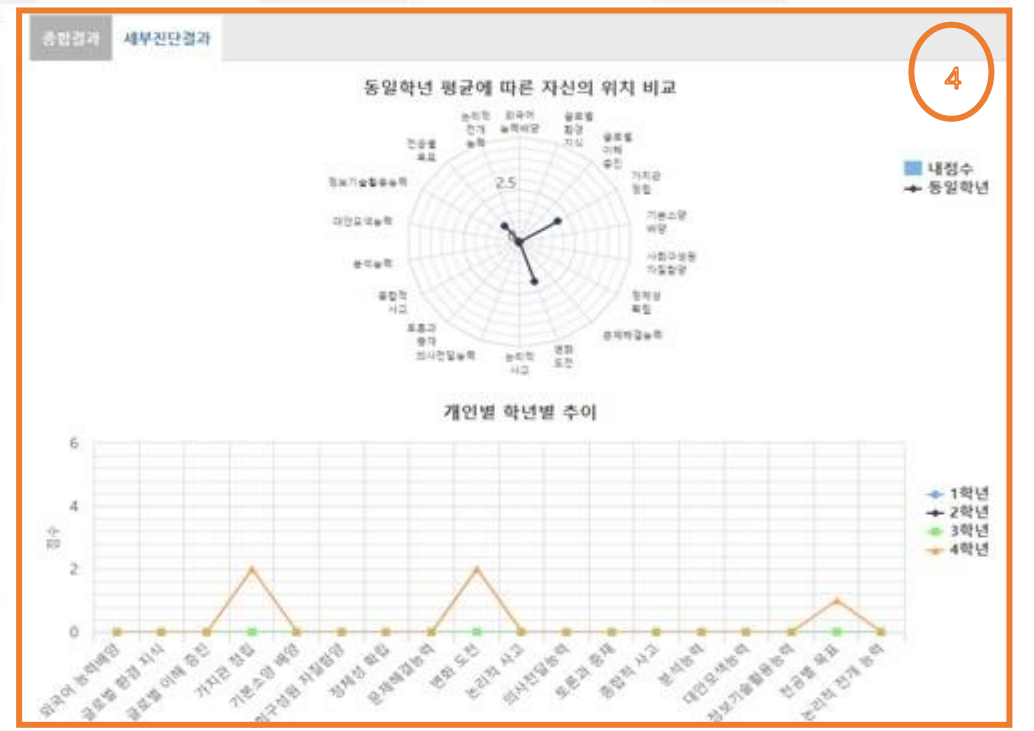 종합결과
세부진단결과
4
동일학년 평균에 따른 자신의 위치 비교
외국어
능력배양
글로벌
환경
지식
글로벌
이해
증진
가치관
정립
기본소양
배양
사회구성원
자질함양
정체성
확립
문제해결능력
변화
도전
논리적
사고
의사전달능력
토론과
중재
종합적
사고
분석능력
대안모색능력
정보기술활용능력
전공별
목표
논리적
전개
능력
2.5
내점수
동일학년
개인별 학년별 추이
6
4
2
0
점수
1학년
2학년
3학년
4학년
외국어 능력배양
글로벌 환경 지식
글로벌 이해 증진
가치관 정립
기본소양 배양
회구성원 자질함양
정체성 확립
문제해결능력
변화 도전
논리적 사고
의사전달능력
토론과 중재
종합적 사고
분석능력
대안모색능력
정보기술활용능력
전공별 목표
논리적 전개 능력